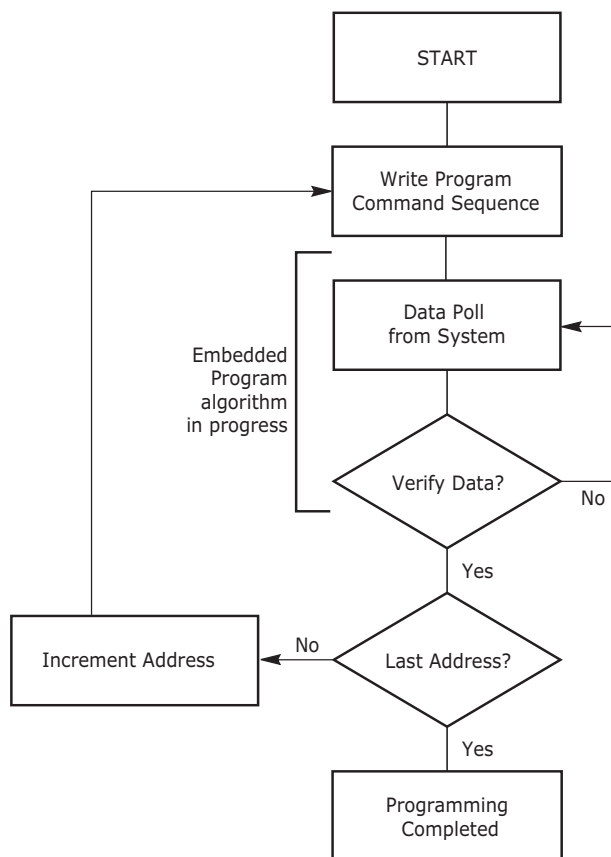 START
Write Program
Command Sequence
Data Poll
from System
Embedded
Program
algorithm
in progress
Verify Data?
No
Yes
No
Increment Address
Last Address?
Yes
Programming
Completed